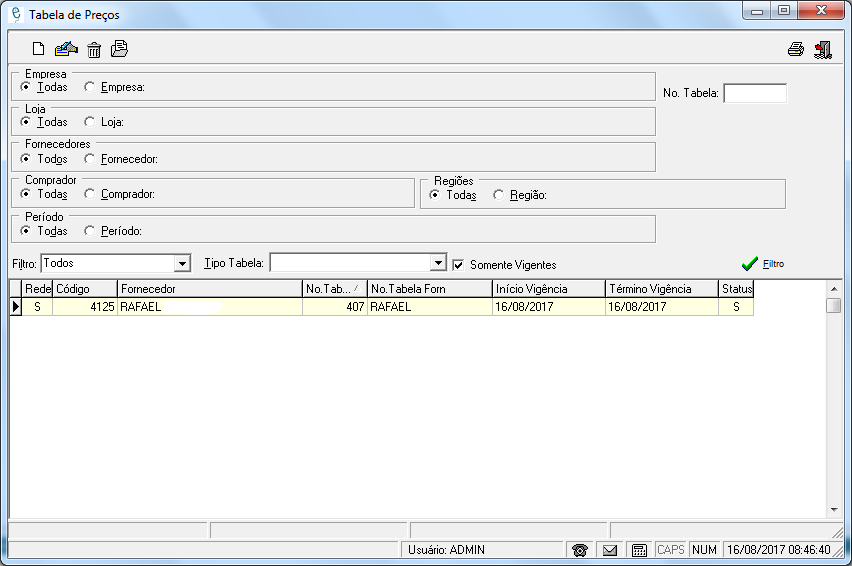 Tabela de Preços
Empresa
Todas Empresa:
No. Tabela:
Loja
Todas Loja:
Fornecedores
Todos Fornecedor:
Comprador
Todas Comprador:
Regiões
Todas Região:
Período
Todas Período:
Filtro: Todos Tipo Tabela: Somente Vigentes Filtro
Rede Código Fornecedor No.Tab... No.Tabela Forn Início Vigência Término Vigência Status
S 4125 RAFAEL 407 RAFAEL 16/08/2017 16/08/2017 S
Usuário: ADMIN CAPS NUM 16/08/2017 08:46:40